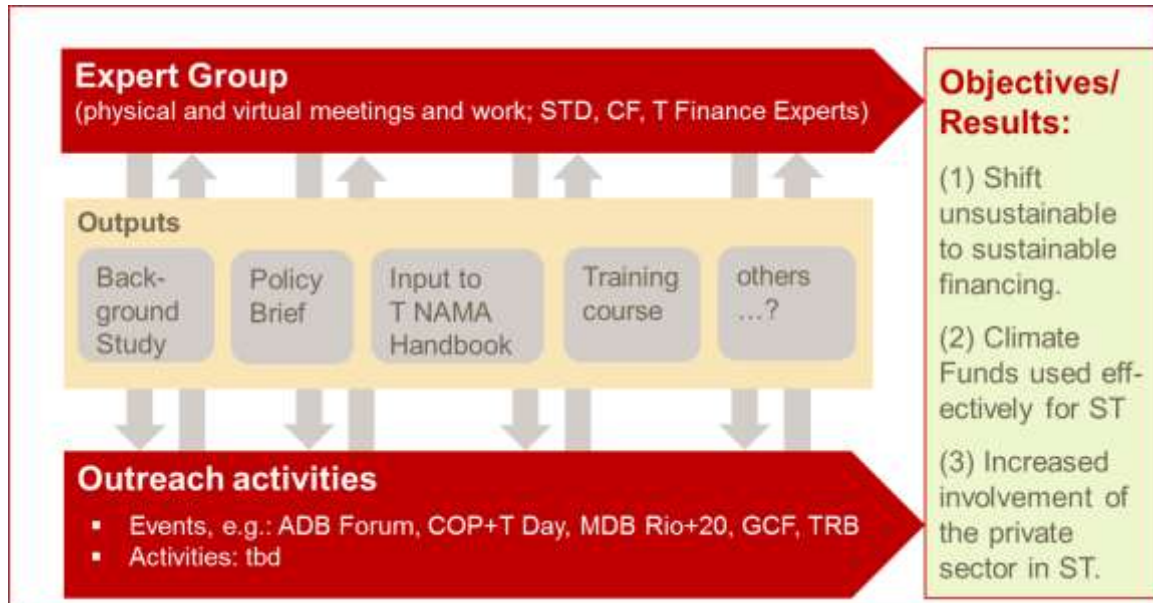 Expert Group
(physical and virtual meetings and work; STD, CF, T Finance Experts)
Outputs
Back-
ground
Study
Policy
Brief
Input to
T NAMA
Handbook
Training
course
others
…?
Outreach activities
▪ Events, e.g.: ADB Forum, COP+T Day, MDB Rio+20, GCF, TRB
▪ Activities: tbd
Objectives/
Results:
(1) Shift
unsustainable
to sustainable
financing.
(2) Climate
Funds used eff-
ectively for ST
(3) Increased
involvement of
the private
sector in ST.